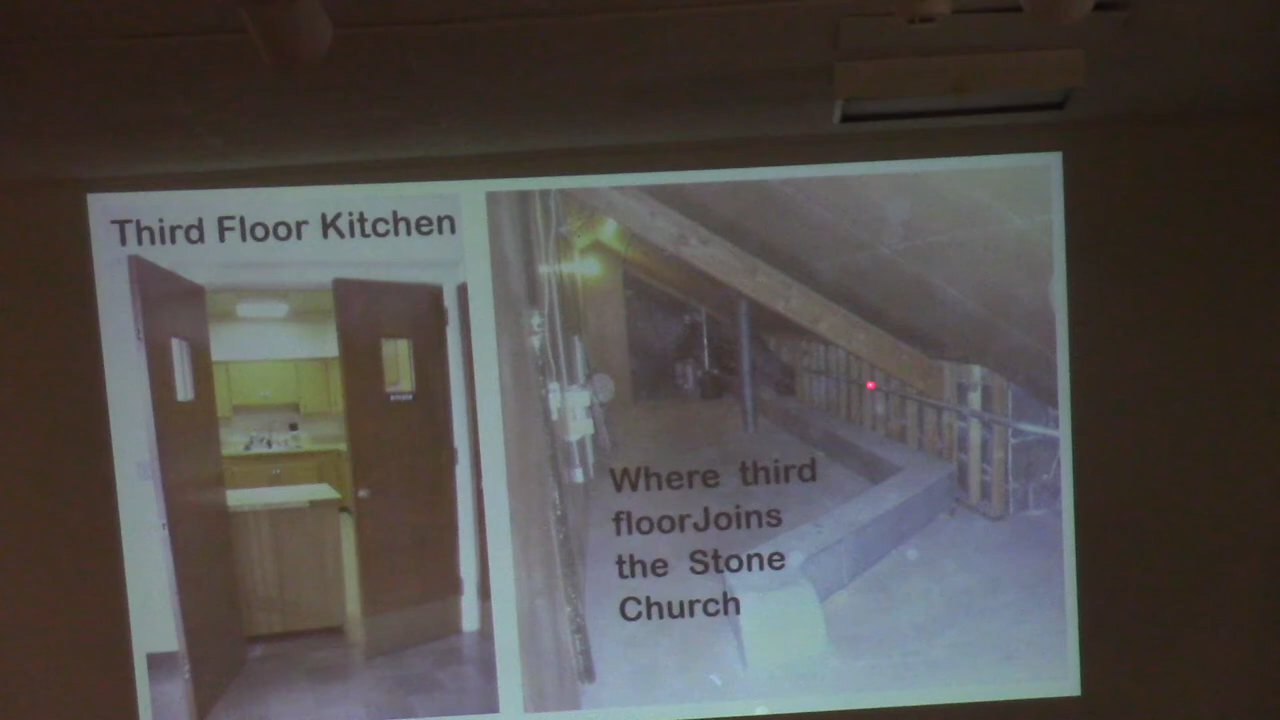 Third Floor Kitchen
Where third
floorJoins
the Stone
Church